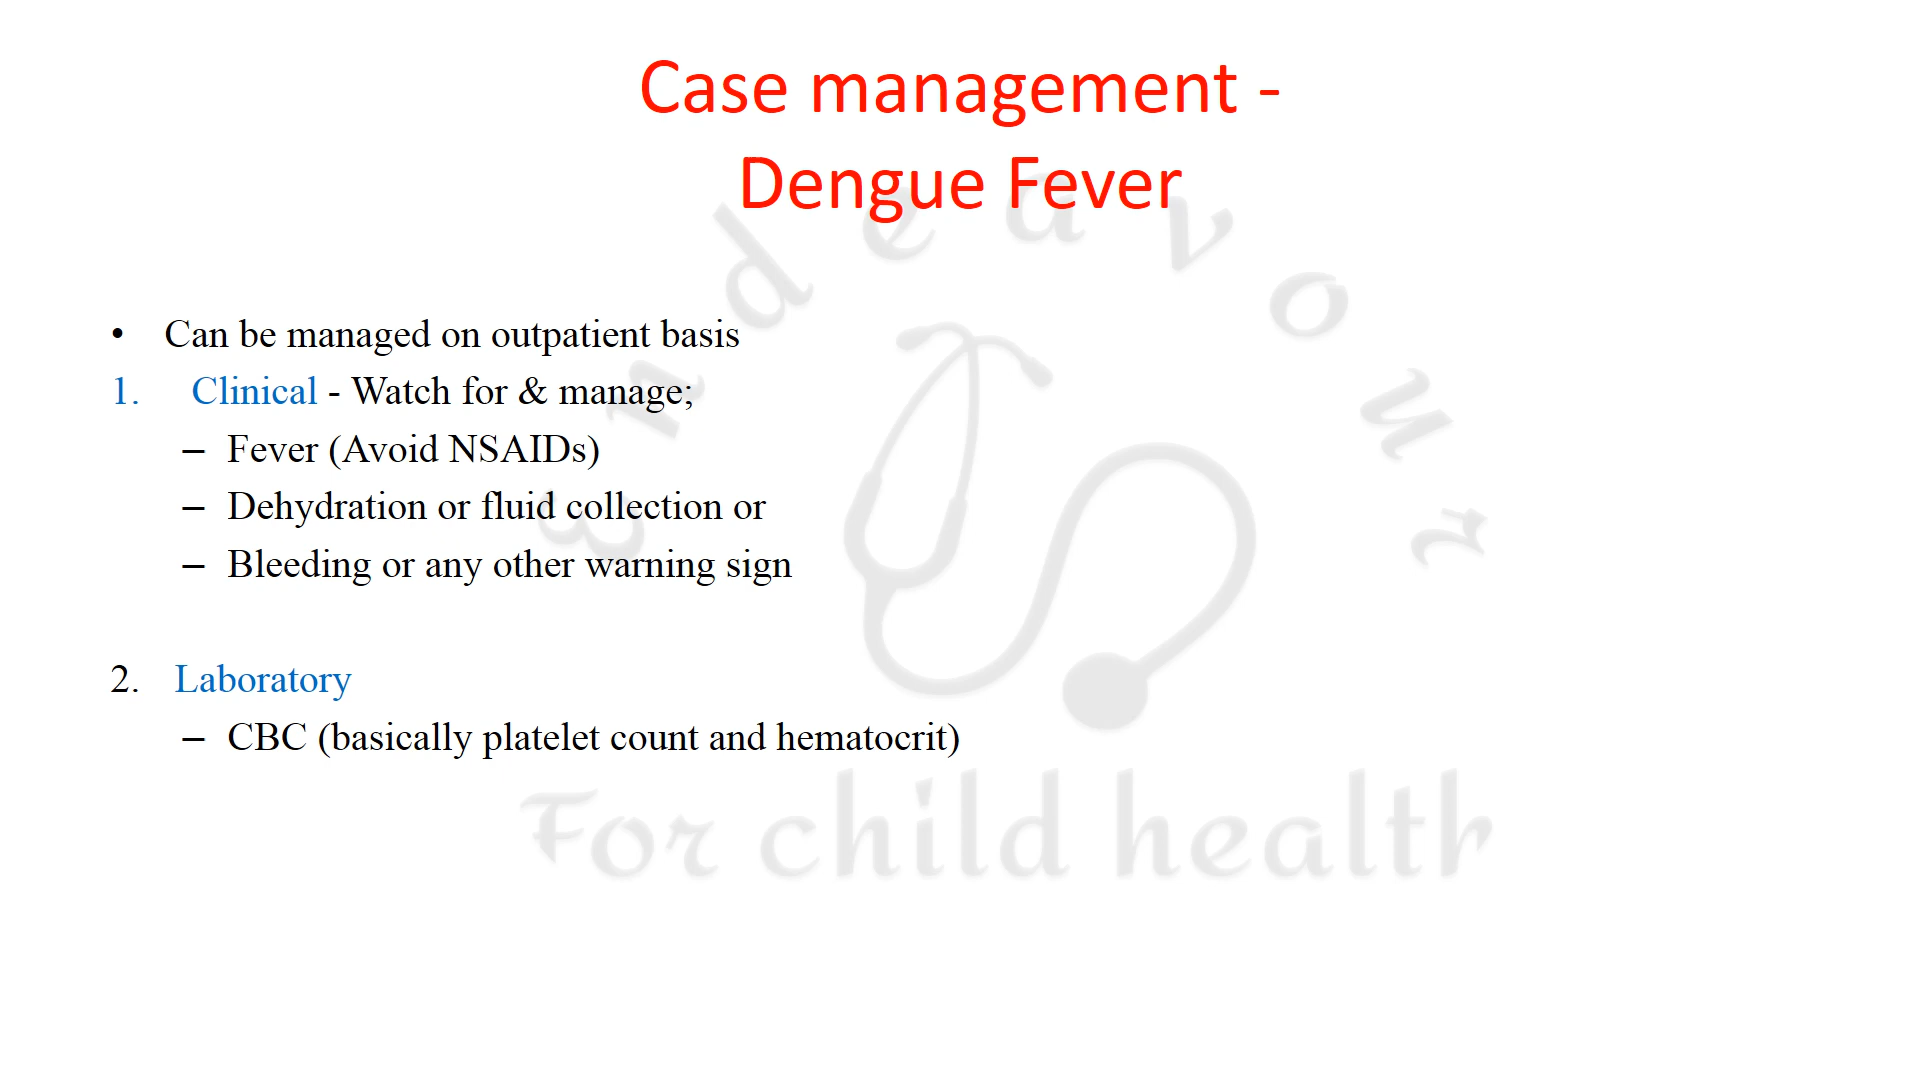 Case management -
Dengue Fever
• Can be managed on outpatient basis
1. Clinical - Watch for & manage;
– Fever (Avoid NSAIDs)
– Dehydration or fluid collection or
– Bleeding or any other warning sign
2. Laboratory
– CBC (basically platelet count and hematocrit)
Endeavour
For child health